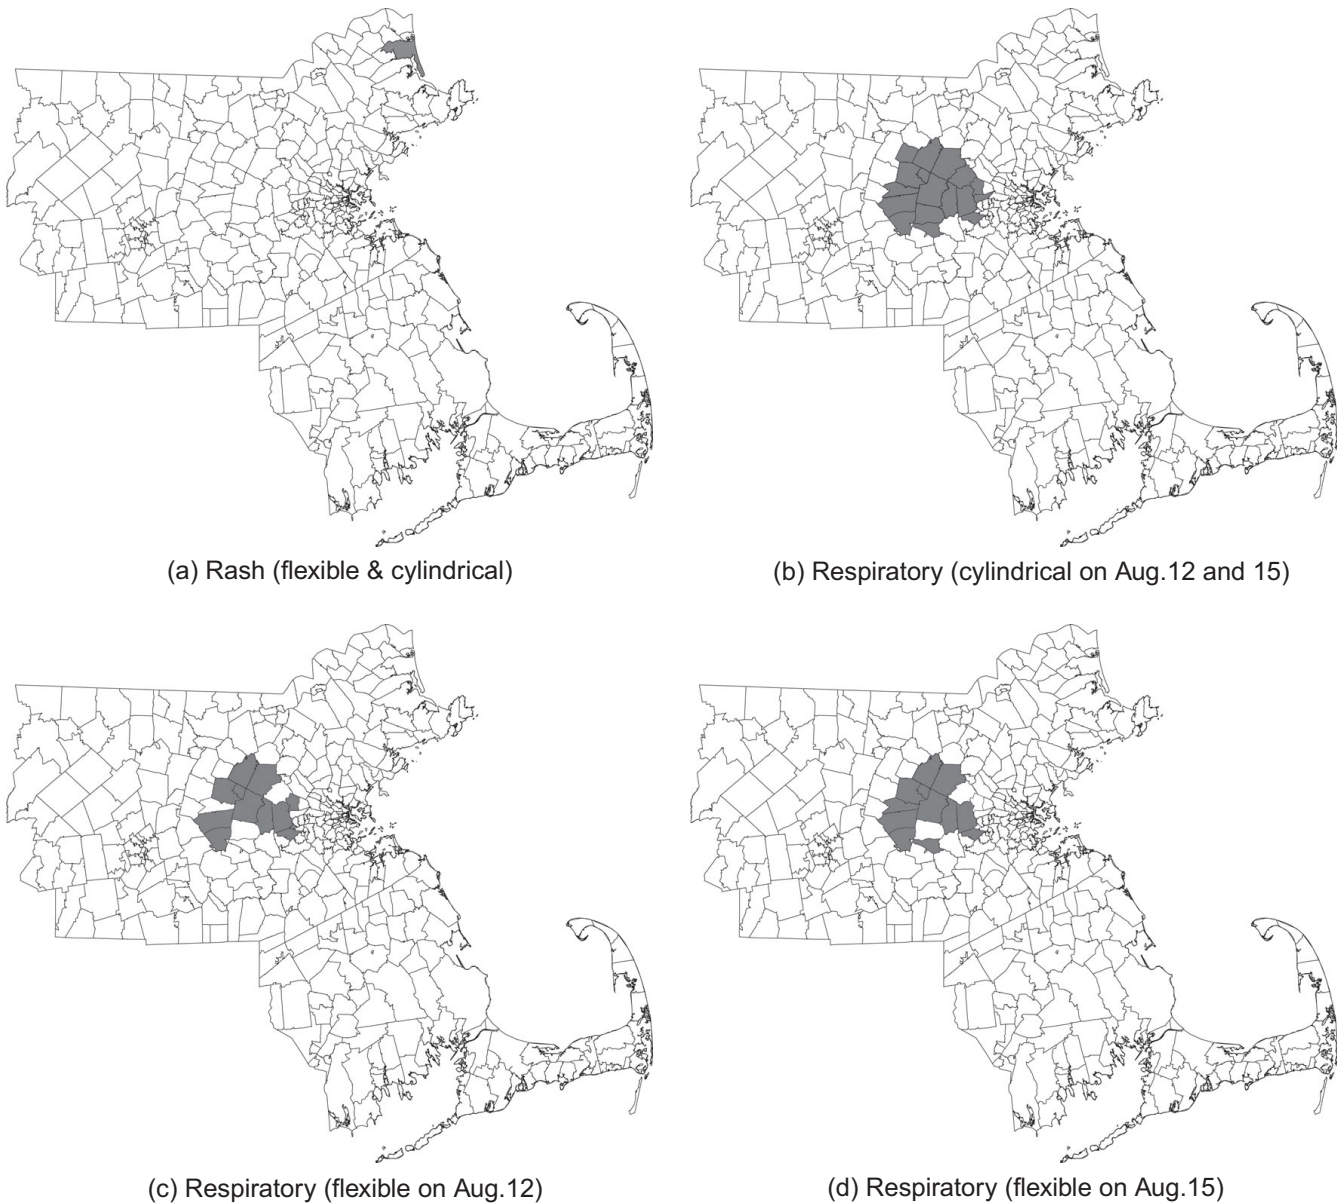 (a) Rash (flexible & cylindrical)
(b) Respiratory (cylindrical on Aug.12 and 15)
(c) Respiratory (flexible on Aug.12)
(d) Respiratory (flexible on Aug.15)